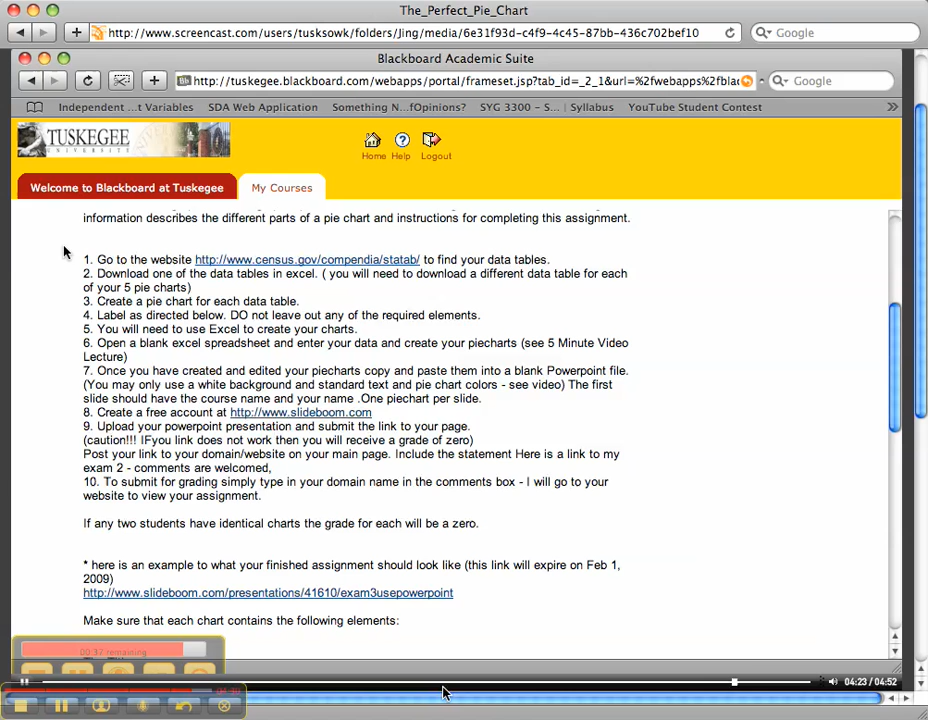 The_Perfect_Pie_Chart
http://www.screencast.com/users/tusksowk/folders/Jing/media/6e31f93d-c4f9-4c45-87bb-436c702bef10
Google
Blackboard Academic Suite
Bb http://tuskegee.blackboard.com/webapps/portal/frameset.jsp?tab_id=_2_1&url=%2fwebapps%2fblac
Google
Independent ...t Variables SDA Web Application Something N...fOpinions? SYG 3300 - S... Syllabus YouTube Student Contest
TUSKEGEE
UNIVERSITY
Home Help Logout
Welcome to Blackboard at Tuskegee My Courses
information describes the different parts of a pie chart and instructions for completing this assignment.
1. Go to the website http://www.census.gov/compendia/statab/ to find your data tables.
2. Download one of the data tables in excel. ( you will need to download a different data table for each
of your 5 pie charts)
3. Create a pie chart for each data table.
4. Label as directed below. DO not leave out any of the required elements.
5. You will need to use Excel to create your charts.
6. Open a blank excel spreadsheet and enter your data and create your piecharts (see 5 Minute Video
Lecture)
7. Once you have created and edited your piecharts copy and paste them into a blank Powerpoint file.
(You may only use a white background and standard text and pie chart colors - see video) The first
slide should have the course name and your name .One piechart per slide.
8. Create a free account at http://www.slideboom.com
9. Upload your powerpoint presentation and submit the link to your page.
(caution!!! IFyou link does not work then you will receive a grade of zero)
Post your link to your domain/website on your main page. Include the statement Here is a link to my
exam 2 - comments are welcomed,
10. To submit for grading simply type in your domain name in the comments box - I will go to your
website to view your assignment.
If any two students have identical charts the grade for each will be a zero.
* here is an example to what your finished assignment should look like (this link will expire on Feb 1,
2009)
http://www.slideboom.com/presentations/41610/exam3usepowerpoint
Make sure that each chart contains the following elements:
00:37 remaining
04:23 / 04:52